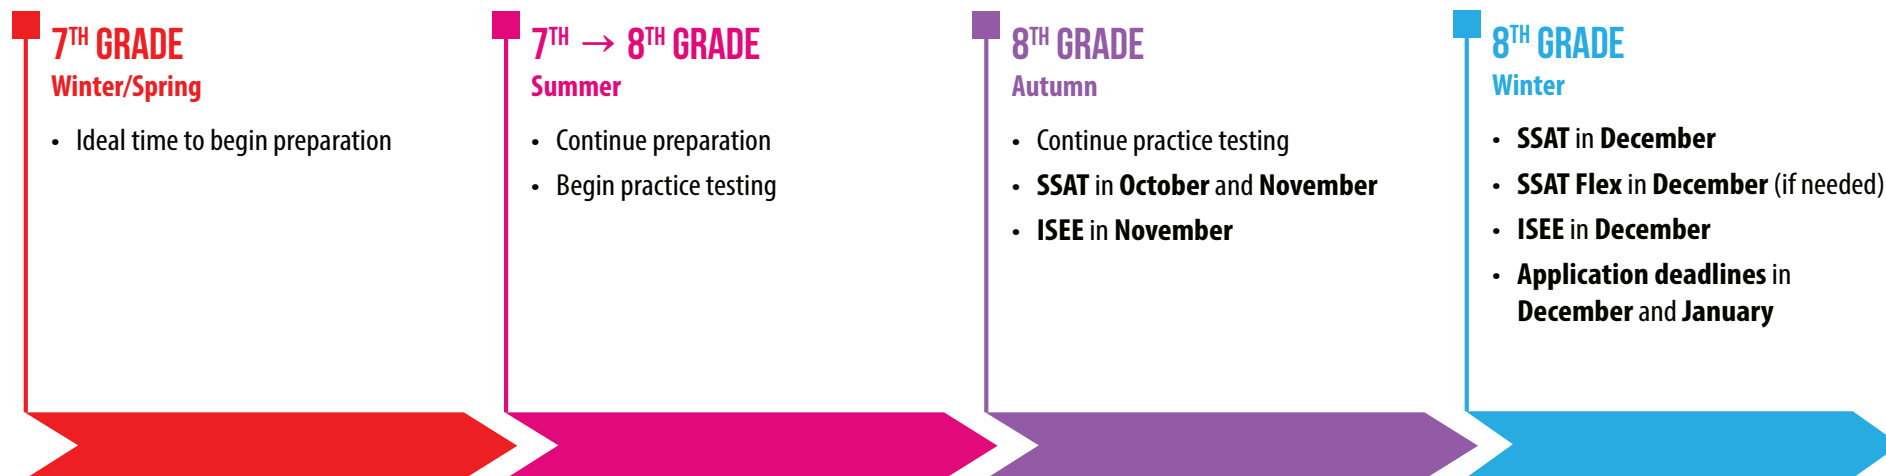 7TH GRADE
Winter/Spring
• Ideal time to begin preparation
7TH → 8TH GRADE
Summer
• Continue preparation
• Begin practice testing
8TH GRADE
Autumn
• Continue practice testing
• SSAT in October and November
• ISEE in November
8TH GRADE
Winter
• SSAT in December
• SSAT Flex in December (if needed)
• ISEE in December
• Application deadlines in
December and January